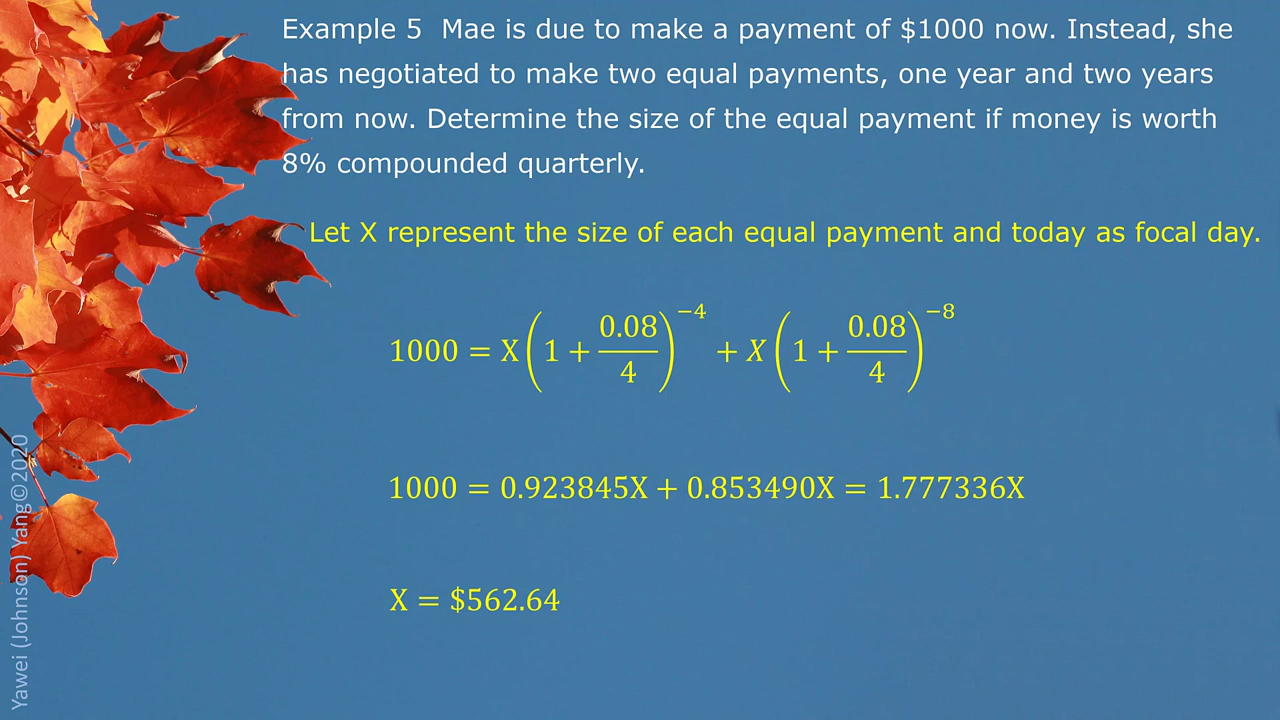 Example 5  Mae is due to make a payment of $1000 now. Instead, she
has negotiated to make two equal payments, one year and two years
from now. Determine the size of the equal payment if money is worth
8% compounded quarterly.
Let X represent the size of each equal payment and today as focal day.
1000 = X(1 + 0.08/4)^−4 + X(1 + 0.08/4)^−8
1000 = 0.923845X + 0.853490X = 1.777336X
X = $562.64
Yawei (Johnson) Yang©2020